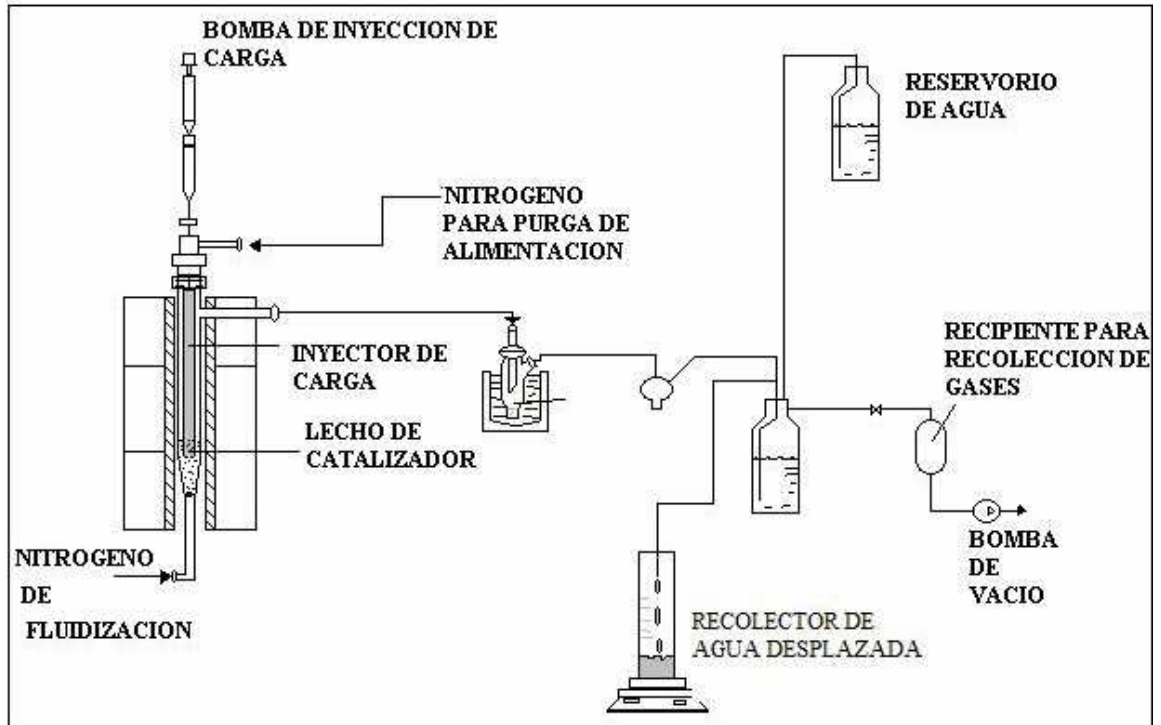 BOMBA DE INYECCION DE
CARGA
RESERVORIO
DE AGUA
NITROGENO
PARA PURGA DE
ALIMENTACION
RECIPIENTE PARA
RECOLECCION DE
GASES
INYECTOR DE
CARGA
LECHO DE
CATALIZADOR
BOMBA
DE
VACIO
NITROGENO
DE
FLUIDIZACION
RECOLECTOR DE
AGUA DESPLAZADA